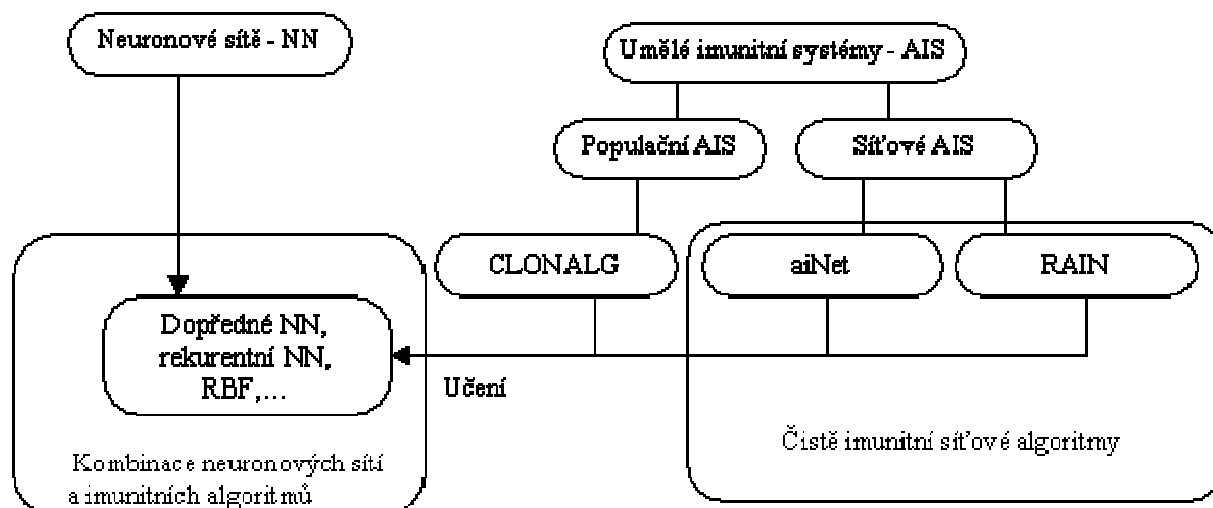 Neuronové sítě - NN
Umělé imunitní systémy - AIS
Populační AIS
Síťové AIS
CLONALG
aiNet
RAIN
Dopředné NN,
rekurentní NN,
RBF,...
Učení
Kombinace neuronových sítí
a imunitních algoritmů
Čistě imunitní síťové algoritmy